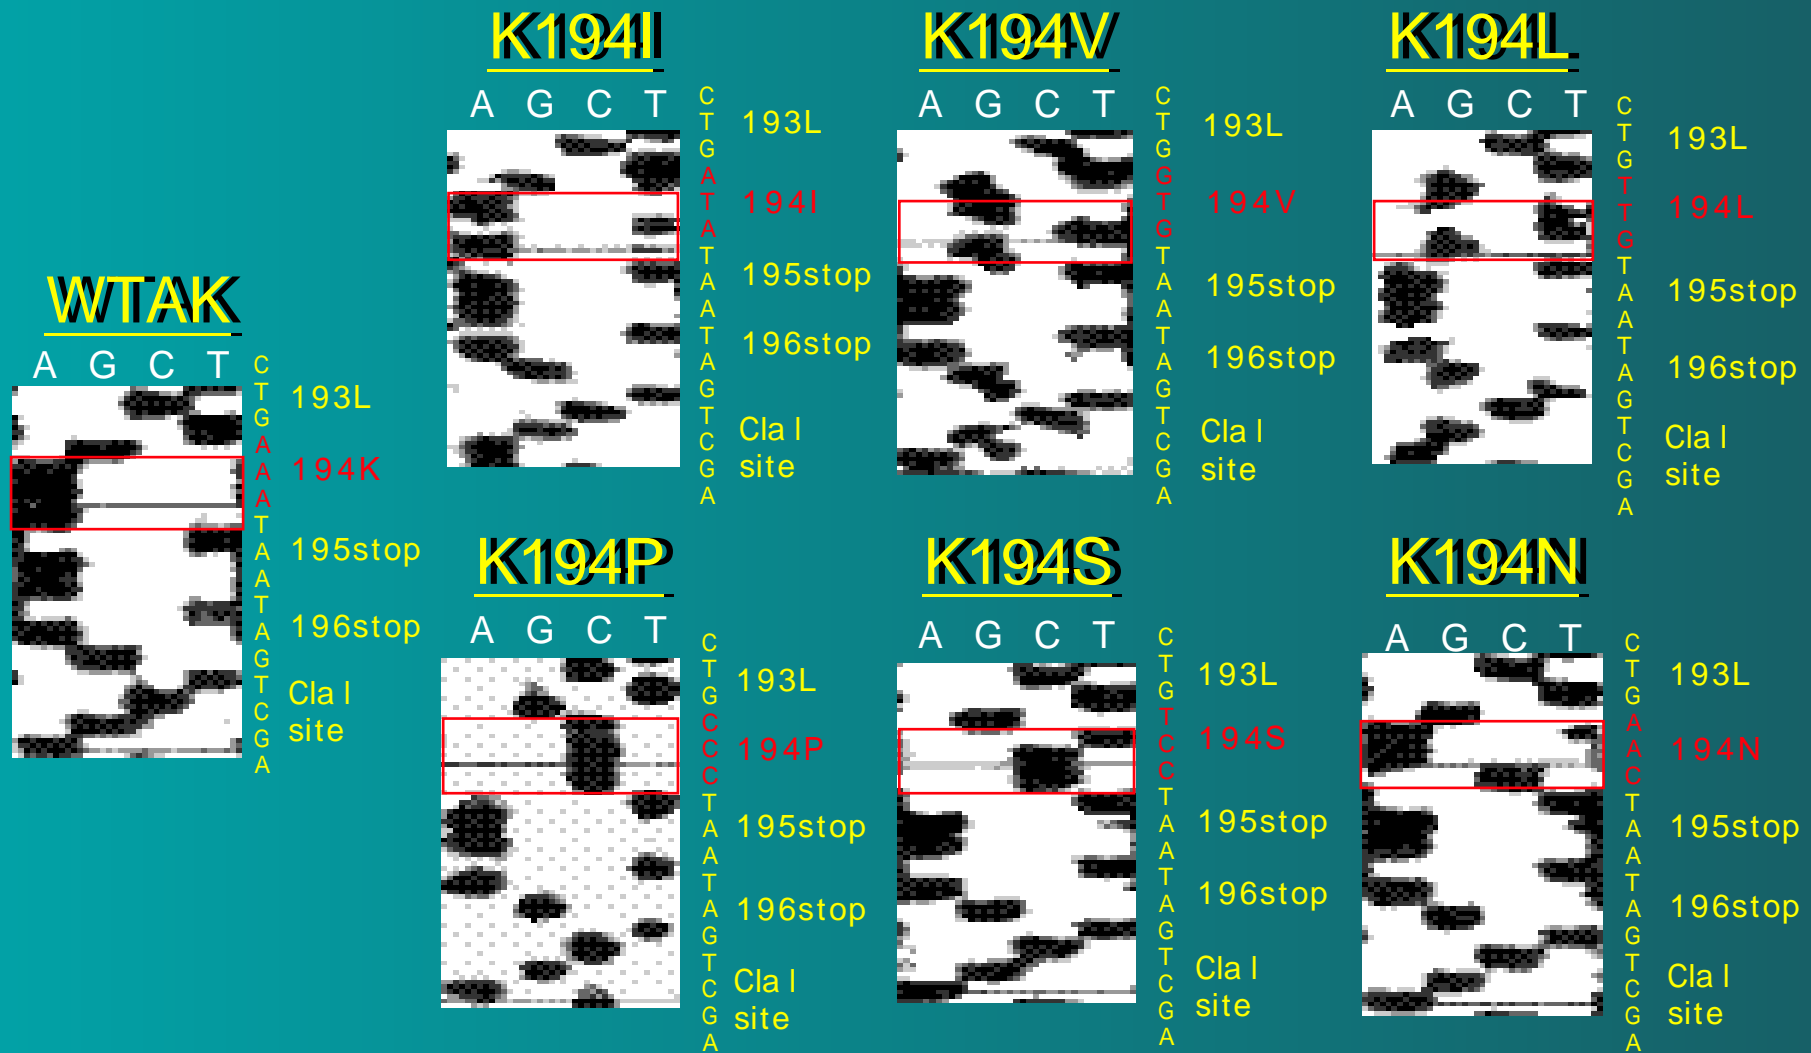 K194I
A G C T
C
T
G
A
T
A
T
A
A
T
A
G
T
C
G
A
193L
194I
195stop
196stop
Cla I
site
K194V
A G C T
C
T
G
G
T
G
T
A
A
T
A
G
T
C
G
A
193L
194V
195stop
196stop
Cla I
site
K194L
A G C T
C
T
G
T
T
G
T
A
A
T
A
G
T
C
G
A
193L
194L
195stop
196stop
Cla I
site
WTAK
A G C T
C
T
G
A
A
A
T
A
A
T
A
G
T
C
G
A
193L
194K
195stop
196stop
Cla I
site
K194P
A G C T
C
T
G
C
C
C
T
A
A
T
A
G
T
C
G
A
193L
194P
195stop
196stop
Cla I
site
K194S
A G C T
C
T
G
T
C
C
T
A
A
T
A
G
T
C
G
A
193L
194S
195stop
196stop
Cla I
site
K194N
A G C T
C
T
G
A
A
C
T
A
A
T
A
G
T
C
G
A
193L
194N
195stop
196stop
Cla I
site